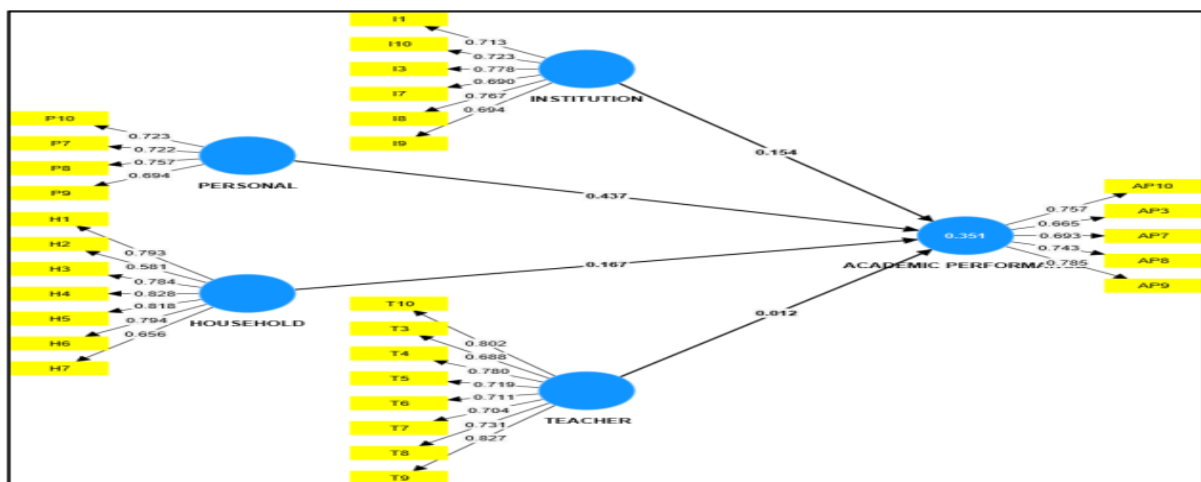 I1
I10
I3
I7
I8
I9
0.713
0.723
0.778
0.690
0.767
0.694
INSTITUTION
P10
P7
P8
P9
0.723
0.722
0.757
0.694
PERSONAL
H1
H2
H3
H4
H5
H6
H7
0.793
0.581
0.784
0.828
0.818
0.794
0.656
HOUSEHOLD
T10
T3
T4
T5
T6
T7
T8
T9
0.802
0.688
0.780
0.719
0.711
0.704
0.731
0.827
TEACHER
0.154
0.437
0.167
0.012
0.351
ACADEMIC PERFORMA
0.757
0.665
0.693
0.743
0.785
AP10
AP3
AP7
AP8
AP9